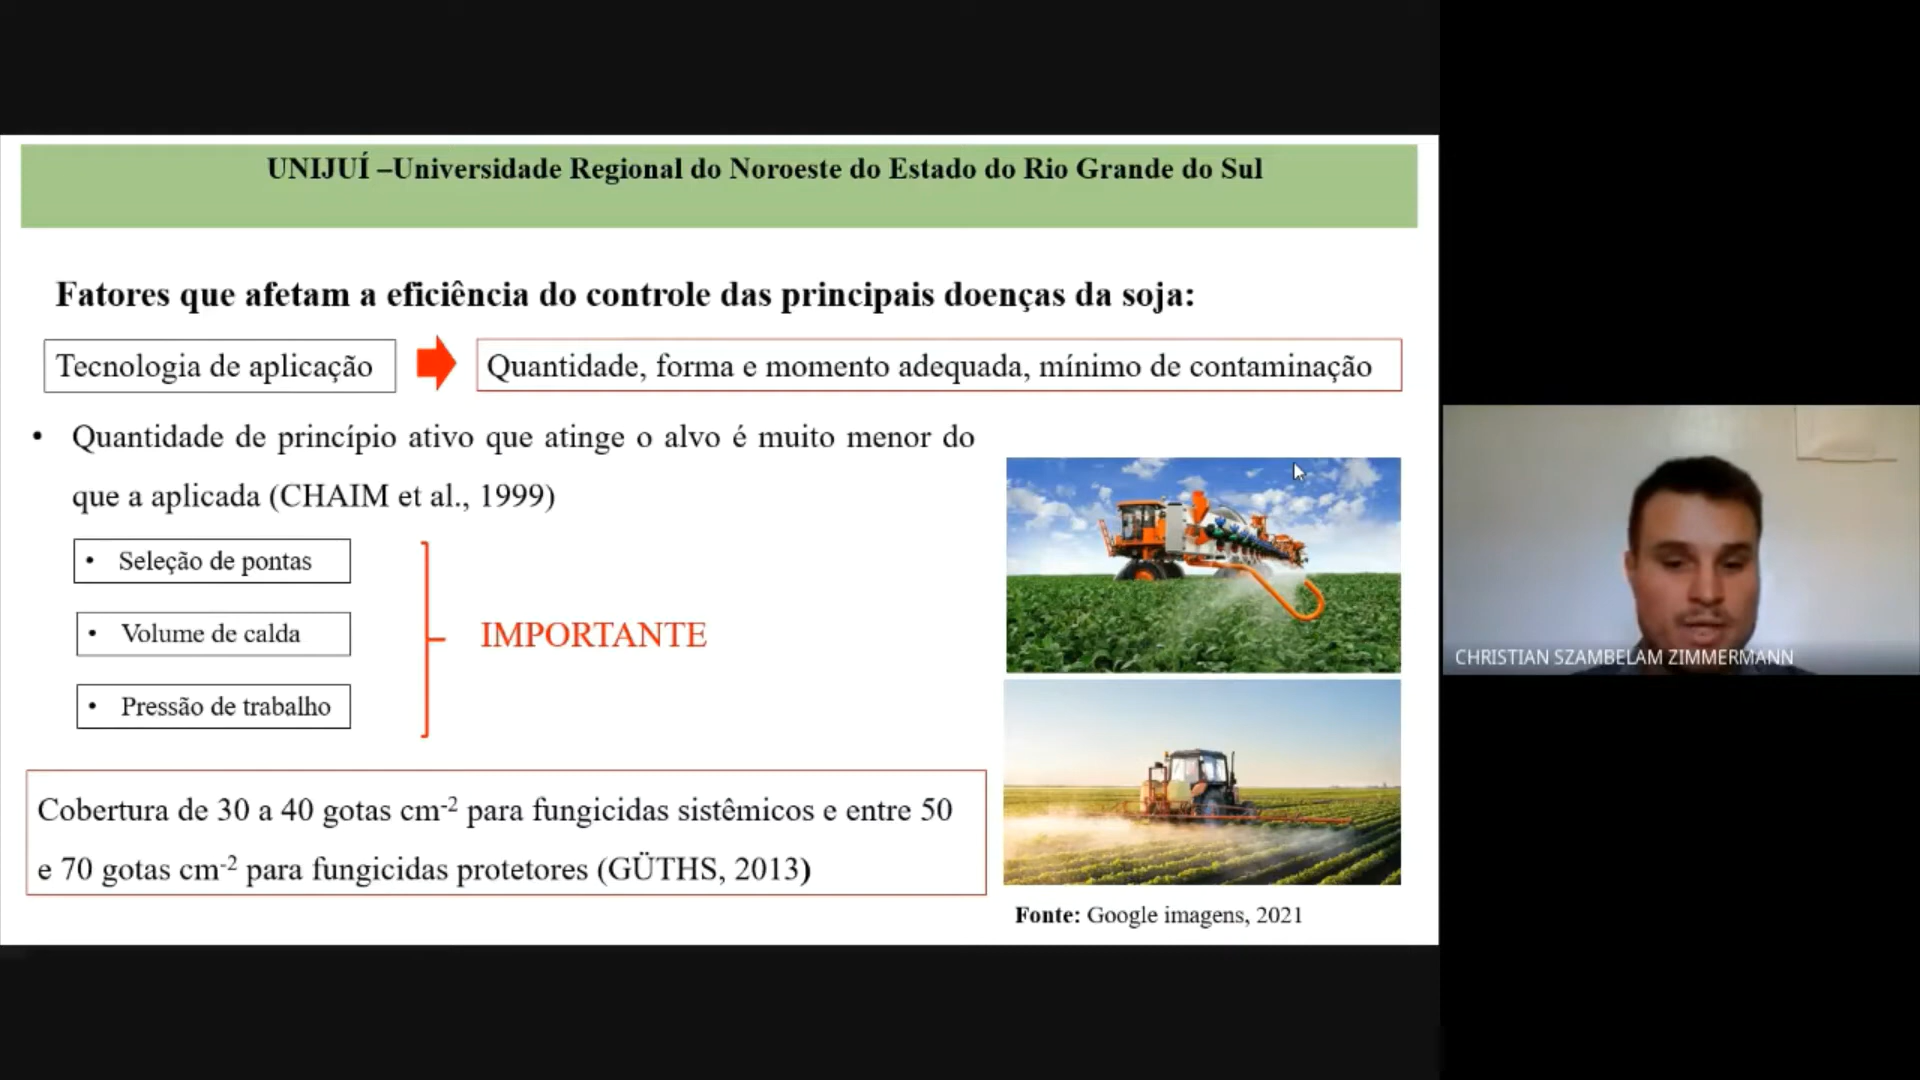 UNIJUÍ –Universidade Regional do Noroeste do Estado do Rio Grande do Sul
Fatores que afetam a eficiência do controle das principais doenças da soja:
Tecnologia de aplicação
Quantidade, forma e momento adequada, mínimo de contaminação
• Quantidade de princípio ativo que atinge o alvo é muito menor do
que a aplicada (CHAIM et al., 1999)
• Seleção de pontas
• Volume de calda
• Pressão de trabalho
IMPORTANTE
Cobertura de 30 a 40 gotas cm-2 para fungicidas sistêmicos e entre 50
e 70 gotas cm-2 para fungicidas protetores (GÜTHS, 2013)
Fonte: Google imagens, 2021
CHRISTIAN SZAMBELAM ZIMMERMANN